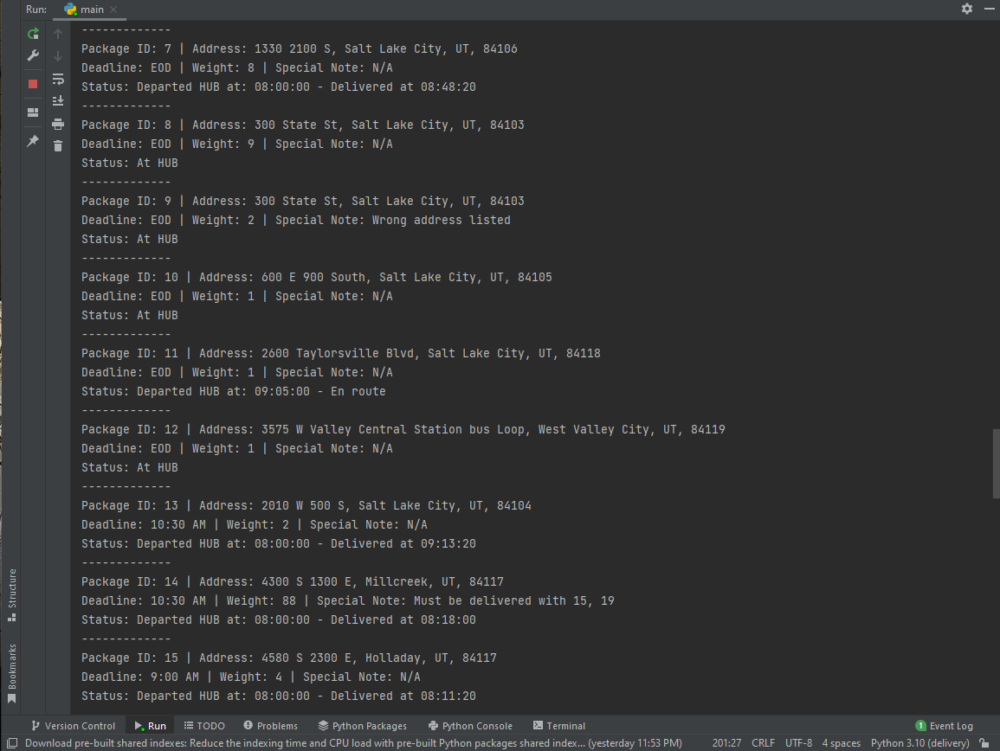 Run: main
-------------
Package ID: 7 | Address: 1330 2100 S, Salt Lake City, UT, 84106
Deadline: EOD | Weight: 8 | Special Note: N/A
Status: Departed HUB at: 08:00:00 - Delivered at 08:48:20
-------------
Package ID: 8 | Address: 300 State St, Salt Lake City, UT, 84103
Deadline: EOD | Weight: 9 | Special Note: N/A
Status: At HUB
-------------
Package ID: 9 | Address: 300 State St, Salt Lake City, UT, 84103
Deadline: EOD | Weight: 2 | Special Note: Wrong address listed
Status: At HUB
-------------
Package ID: 10 | Address: 600 E 900 South, Salt Lake City, UT, 84105
Deadline: EOD | Weight: 1 | Special Note: N/A
Status: At HUB
-------------
Package ID: 11 | Address: 2600 Taylorsville Blvd, Salt Lake City, UT, 84118
Deadline: EOD | Weight: 1 | Special Note: N/A
Status: Departed HUB at: 09:05:00 - En route
-------------
Package ID: 12 | Address: 3575 W Valley Central Station bus Loop, West Valley City, UT, 84119
Deadline: EOD | Weight: 1 | Special Note: N/A
Status: At HUB
-------------
Package ID: 13 | Address: 2010 W 500 S, Salt Lake City, UT, 84104
Deadline: 10:30 AM | Weight: 2 | Special Note: N/A
Status: Departed HUB at: 08:00:00 - Delivered at 09:13:20
-------------
Package ID: 14 | Address: 4300 S 1300 E, Millcreek, UT, 84117
Deadline: 10:30 AM | Weight: 88 | Special Note: Must be delivered with 15, 19
Status: Departed HUB at: 08:00:00 - Delivered at 08:18:00
-------------
Package ID: 15 | Address: 4580 S 2300 E, Holladay, UT, 84117
Deadline: 9:00 AM | Weight: 4 | Special Note: N/A
Status: Departed HUB at: 08:00:00 - Delivered at 08:11:20
Structure
Bookmarks
Version Control Run TODO Problems Python Packages Python Console Terminal 1 Event Log
Download pre-built shared indexes: Reduce the indexing time and CPU load with pre-built Python packages shared index... (yesterday 11:53 PM) 201:27 CRLF UTF-8 4 spaces Python 3.10 (delivery)